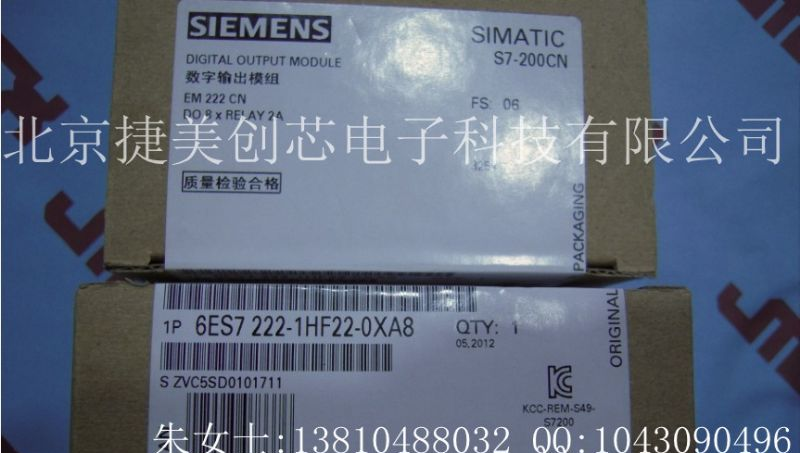 SIEMENS
SIMATIC
S7-200CN
DIGITAL OUTPUT MODULE
数字输出模组
EM 222 CN
DO 8 x RELAY 2A
FS: 06
北京捷美创芯电子科技有限公司
质量检验合格
PACKAGING
ORIGINAL
1P 6ES7 222-1HF22-0XA8
QTY: 1
05,2012
S ZVC5SD0101711
KCC-REM-S49-
S7200
朱女士:13810488032 QQ:1043090496